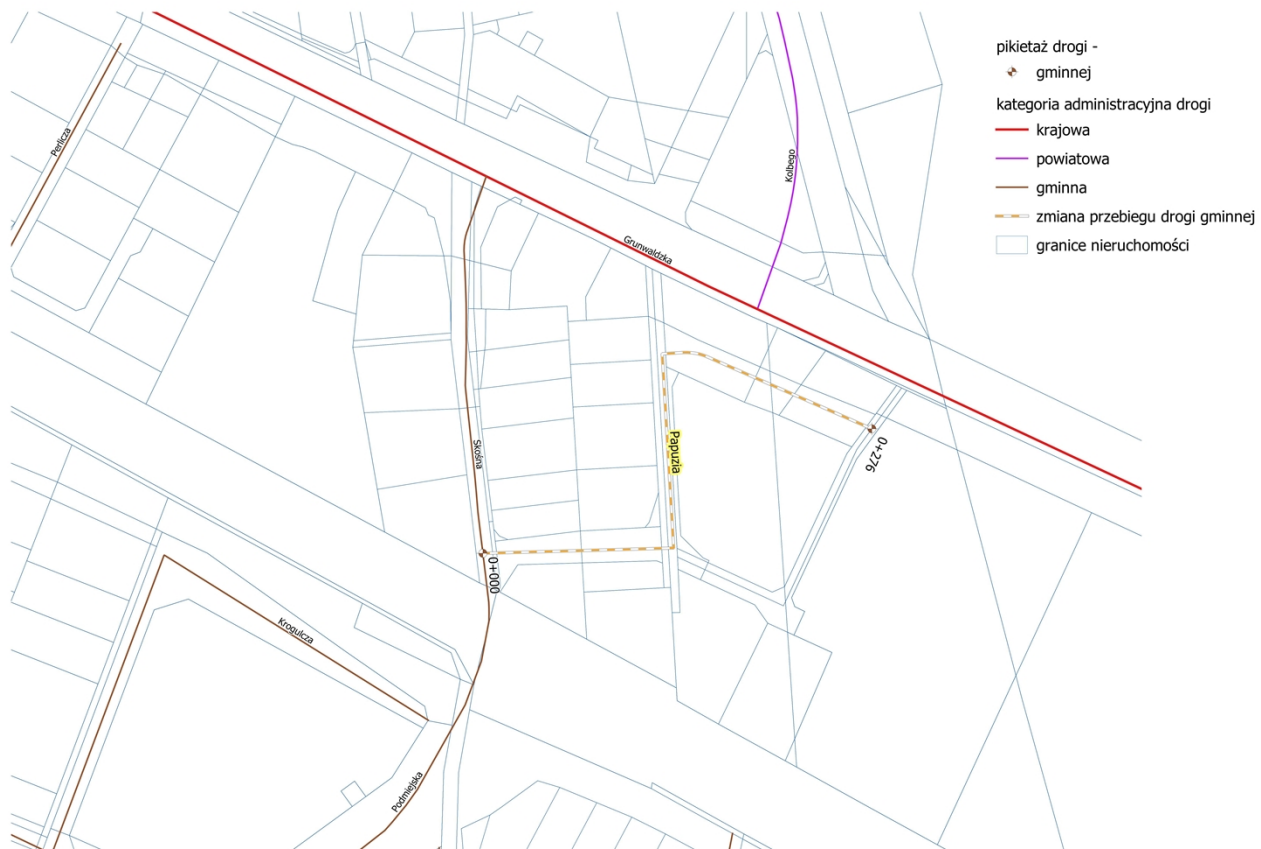 pikietaż drogi -
gminnej
kategoria administracyjna drogi
krajowa
powiatowa
gminna
zmiana przebiegu drogi gminnej
granice nieruchomości
Perlicza
Kolbego
Grunwaldzka
Skośna
Papuzia
0+276
0+000
Krogulcza
Podmiejska